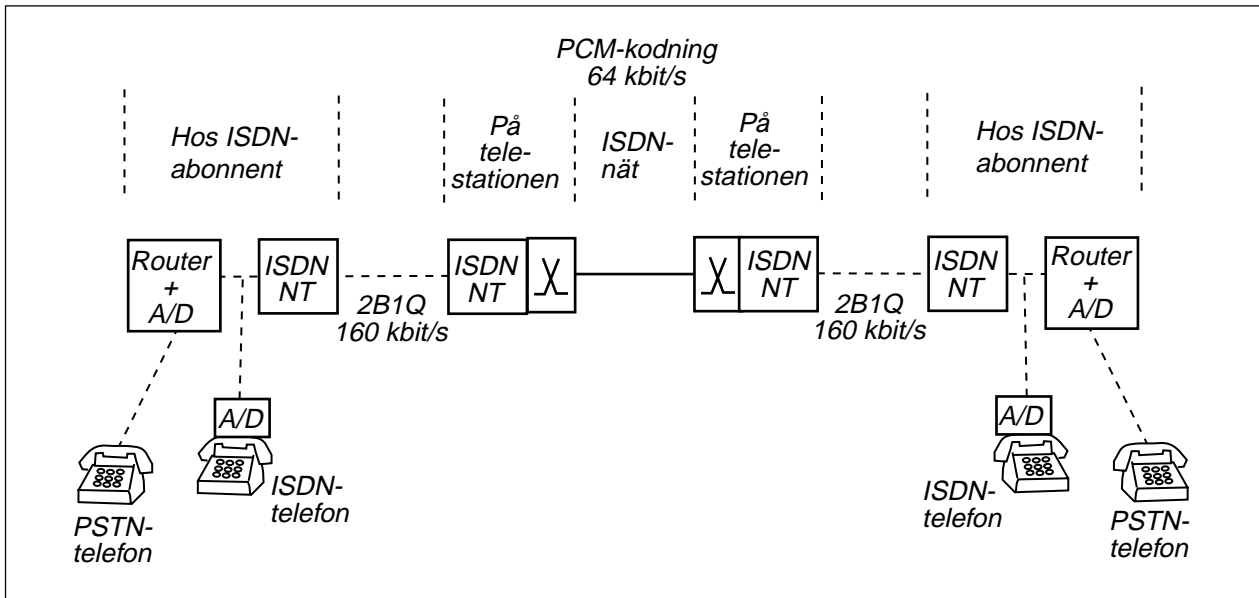 PCM-kodning
64 kbit/s
Hos ISDN-
abonnent
På
tele-
stationen
ISDN-
nät
På
tele-
stationen
Hos ISDN-
abonnent
Router
+
A/D
ISDN
NT
2B1Q
160 kbit/s
ISDN
NT
ISDN
NT
2B1Q
160 kbit/s
ISDN
NT
Router
+
A/D
A/D
A/D
PSTN-
telefon
ISDN-
telefon
ISDN-
telefon
PSTN-
telefon